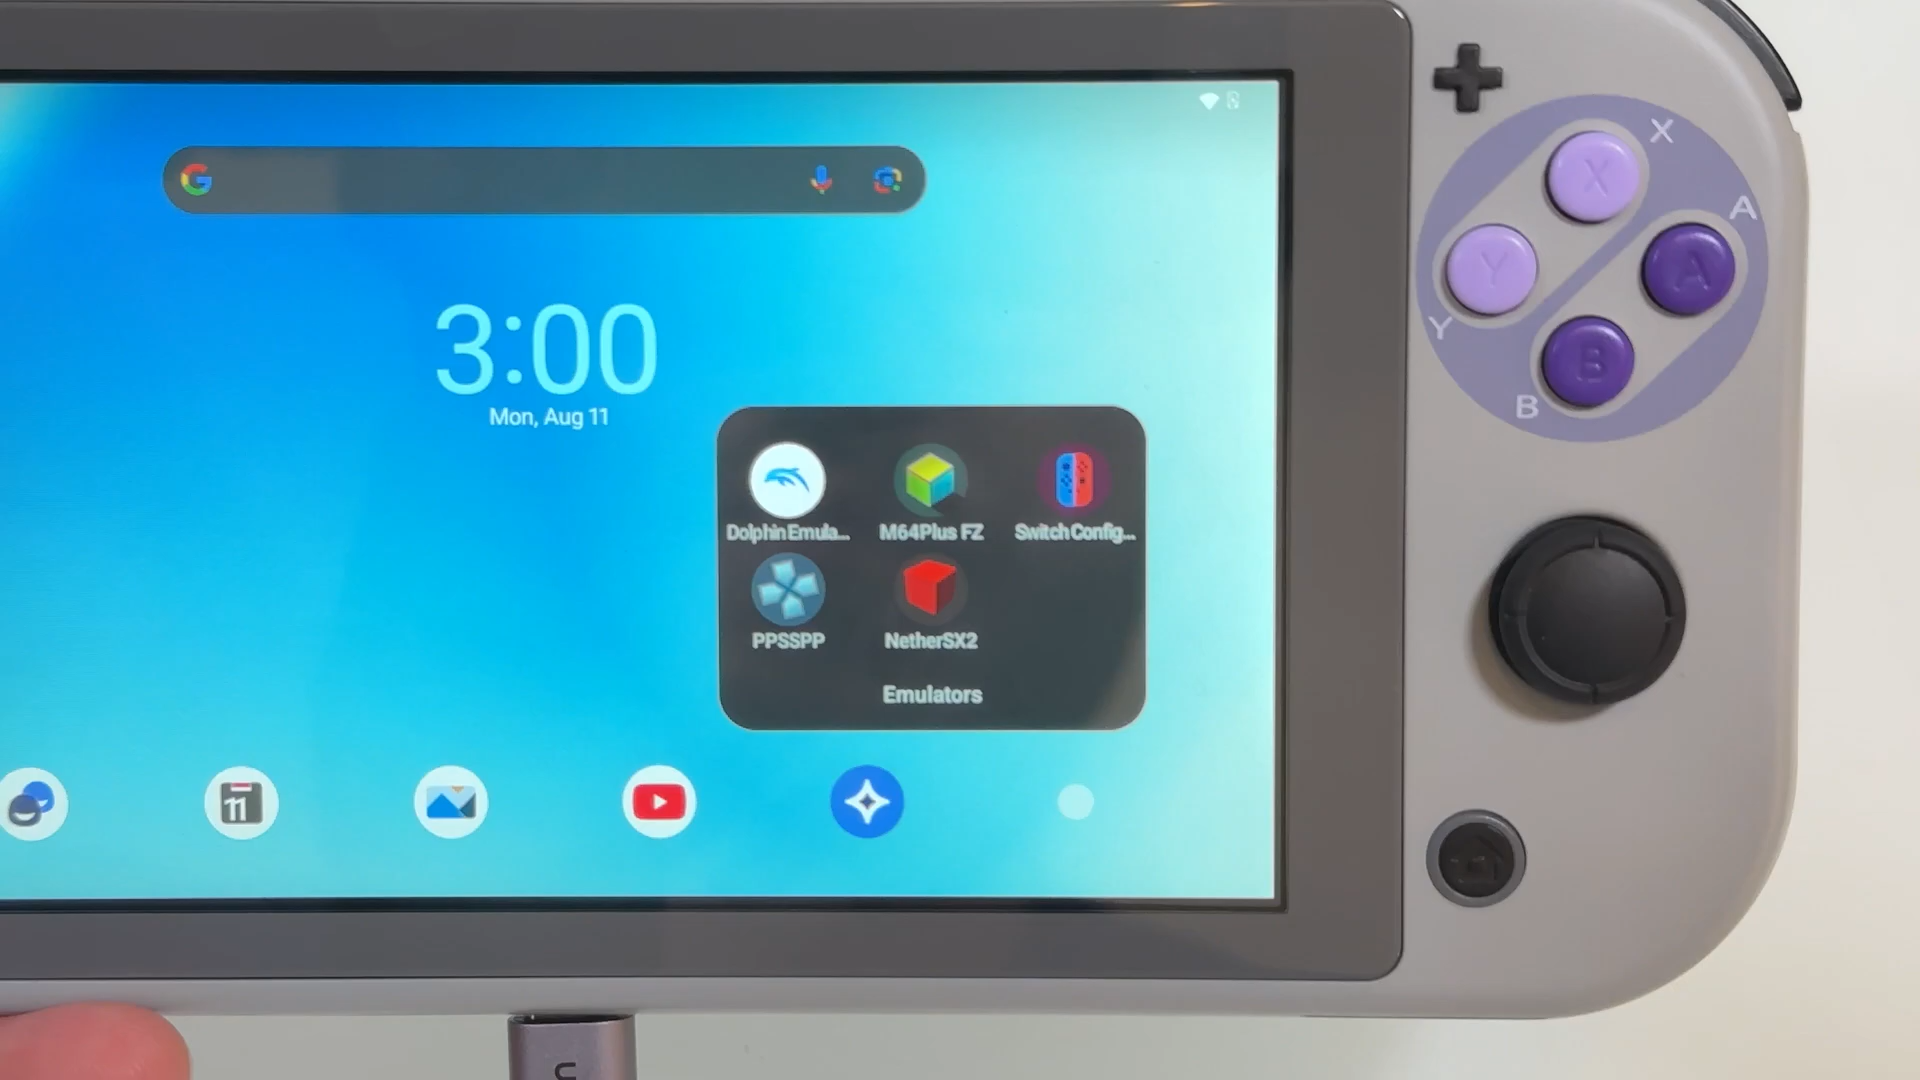 3:00
Mon, Aug 11
Dolphin Emula...
M64Plus FZ
Switch Config...
PPSSPP
NetherSX2
Emulators
11
X
X
A
A
Y
Y
B
B